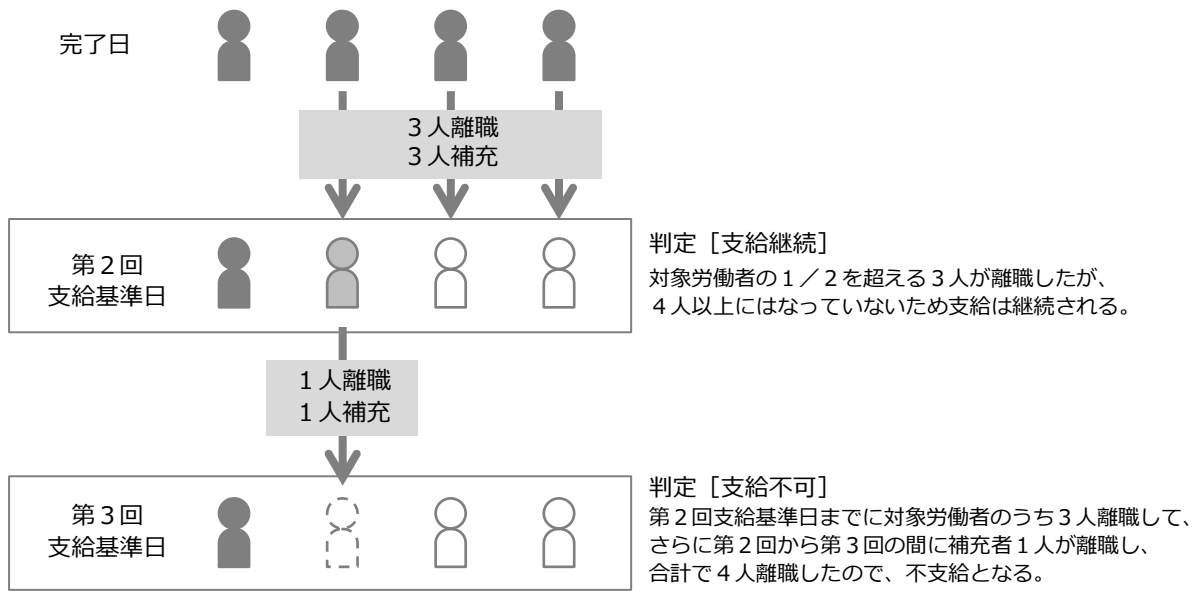 完了日
３人離職
３人補充
第２回
支給基準日
判定［支給継続］
対象労働者の１／２を超える３人が離職したが、
４人以上にはなっていないため支給は継続される。
１人離職
１人補充
第３回
支給基準日
判定［支給不可］
第２回支給基準日までに対象労働者のうち３人離職して、
さらに第２回から第３回の間に補充者１人が離職し、
合計で４人離職したので、不支給となる。